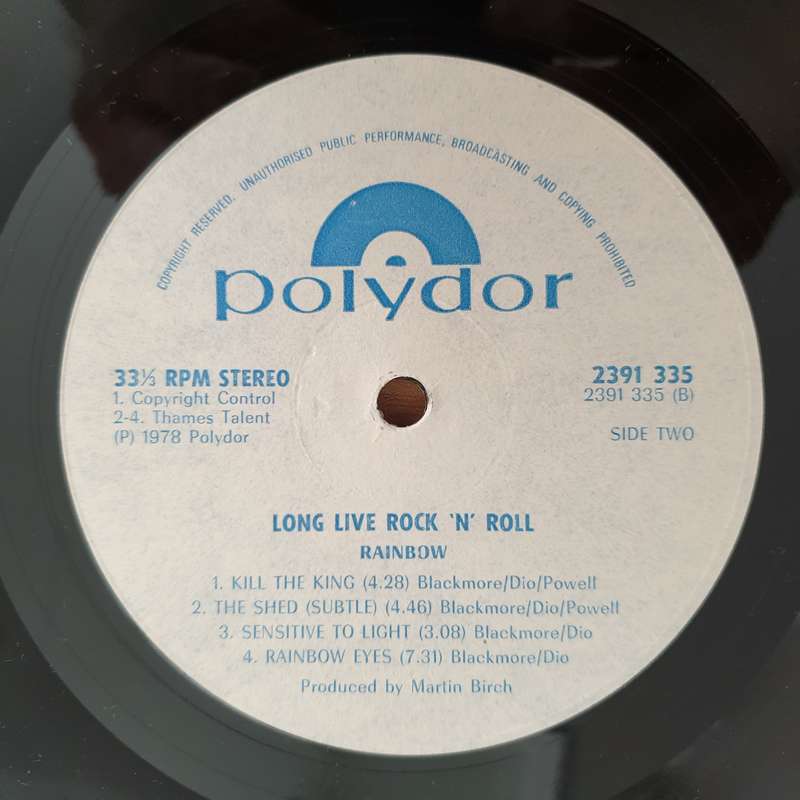 COPYRIGHT RESERVED. UNAUTHORISED PUBLIC PERFORMANCE, BROADCASTING AND COPYING PROHIBITED
polydor
33⅓ RPM STEREO
1. Copyright Control
2-4. Thames Talent
(P) 1978 Polydor
2391 335
2391 335 (B)
SIDE TWO
LONG LIVE ROCK 'N' ROLL
RAINBOW
1. KILL THE KING (4.28) Blackmore/Dio/Powell
2. THE SHED (SUBTLE) (4.46) Blackmore/Dio/Powell
3. SENSITIVE TO LIGHT (3.08) Blackmore/Dio
4. RAINBOW EYES (7.31) Blackmore/Dio
Produced by Martin Birch